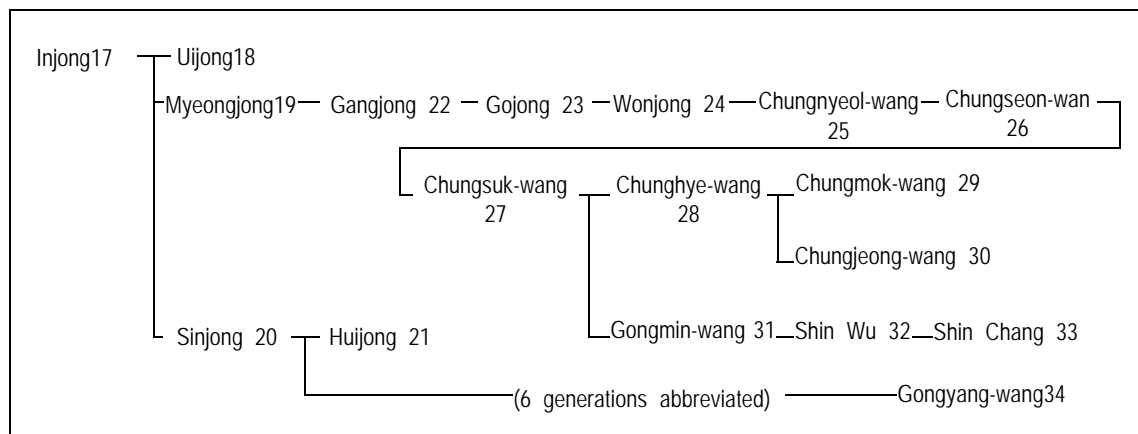 Injong17 Uijong18
Myeongjong19 Gangjong 22 Gojong 23 Wonjong 24 Chungnyeol-wang 25 Chungseon-wan 26
Chungsuk-wang 27 Chunghye-wang 28 Chungmok-wang 29
Chungjeong-wang 30
Sinjong 20 Huijong 21 Gongmin-wang 31 Shin Wu 32 Shin Chang 33
(6 generations abbreviated) Gongyang-wang34